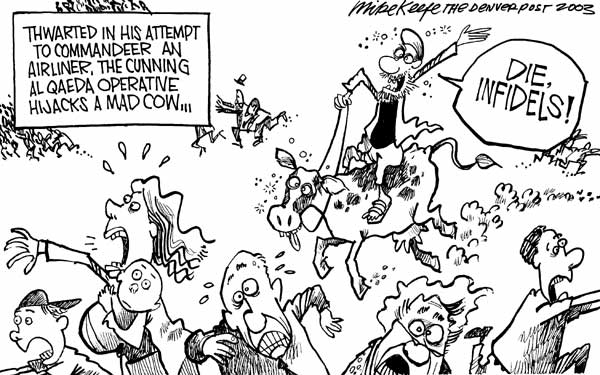 Mike Keefe THE DENVER POST 2003
THWARTED IN HIS ATTEMPT
TO COMMANDEER AN
AIRLINER, THE CUNNING
AL QAEDA OPERATIVE
HIJACKS A MAD COW...
DIE,
INFIDELS!